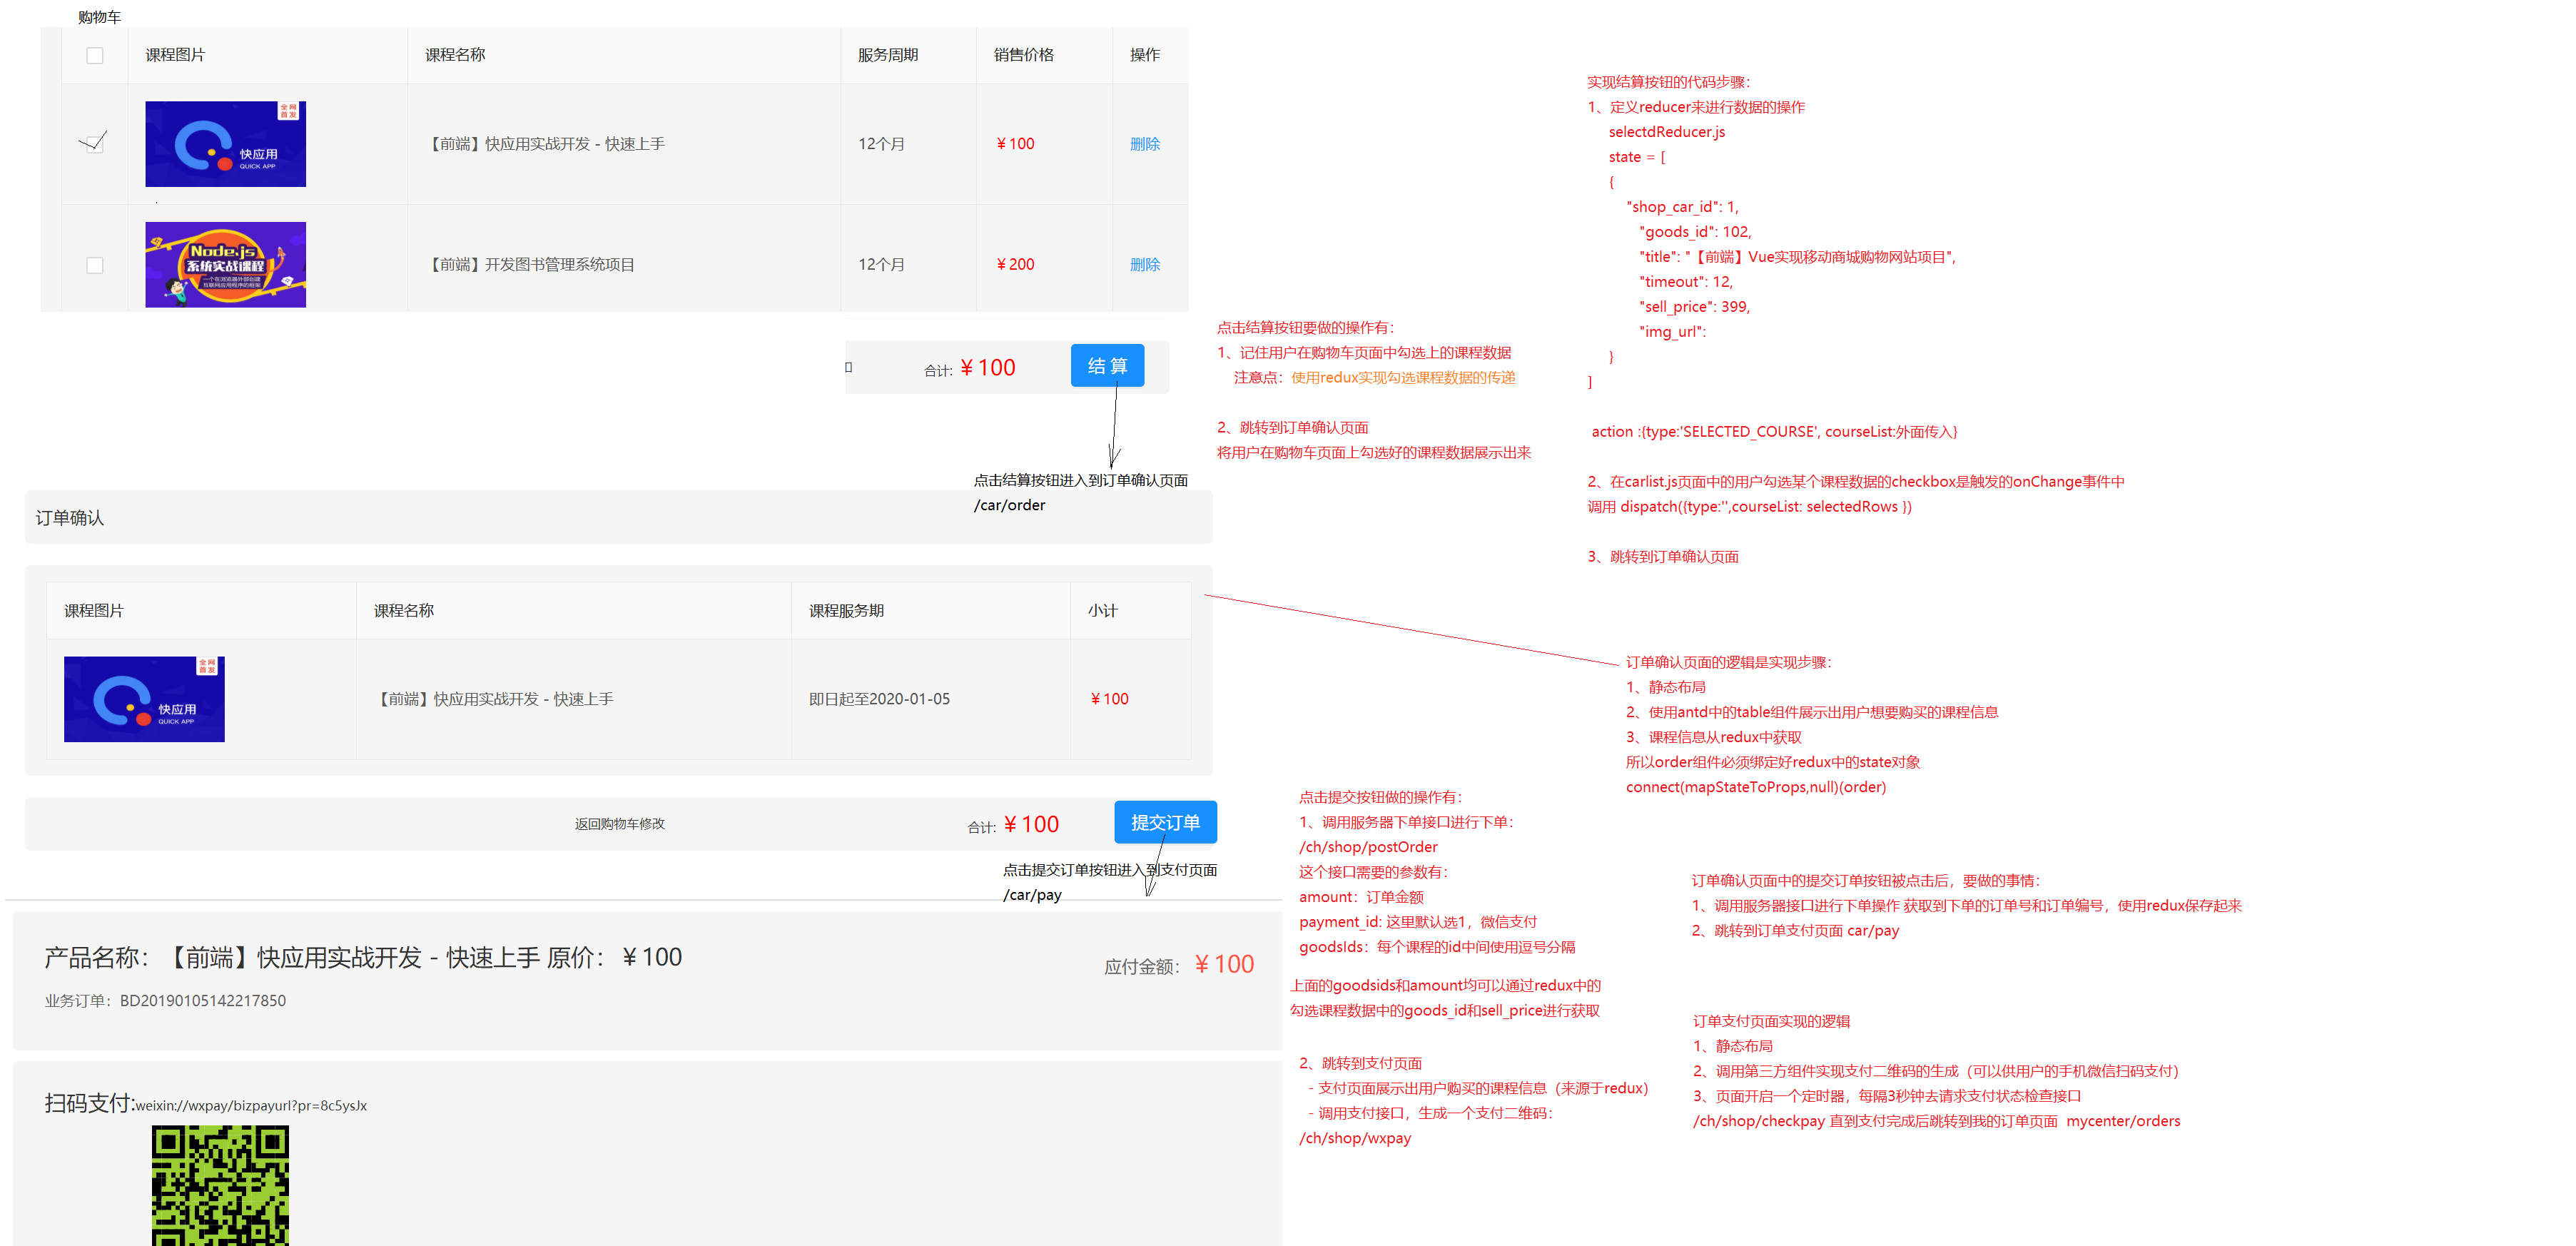 购物车
课程图片 课程名称 服务周期 销售价格 操作
全网
首发
快应用
QUICK APP
【前端】快应用实战开发 - 快速上手 12个月 ￥100 删除
Node.js
系统实战课程
一个在浏览器外部创建
互联网应用程序的框架
【前端】开发图书管理系统项目 12个月 ￥200 删除
合计: ￥100 结 算
点击结算按钮进入到订单确认页面
/car/order
点击结算按钮要做的操作有：
1、记住用户在购物车页面中勾选上的课程数据
注意点：使用redux实现勾选课程数据的传递
2、跳转到订单确认页面
将用户在购物车页面上勾选好的课程数据展示出来
实现结算按钮的代码步骤：
1、定义reducer来进行数据的操作
selectdReducer.js
state = [
{
"shop_car_id": 1,
"goods_id": 102,
"title": "【前端】Vue实现移动商城购物网站项目",
"timeout": 12,
"sell_price": 399,
"img_url":
}
]
action :{type:'SELECTED_COURSE', courseList:外面传入}
2、在carlist.js页面中的用户勾选某个课程数据的checkbox是触发的onChange事件中
调用 dispatch({type:'',courseList: selectedRows })
3、跳转到订单确认页面
订单确认
课程图片 课程名称 课程服务期 小计
全网
首发
快应用
QUICK APP
【前端】快应用实战开发 - 快速上手 即日起至2020-01-05 ￥100
返回购物车修改 合计: ￥100 提交订单
点击提交订单按钮进入到支付页面
/car/pay
订单确认页面的逻辑是实现步骤：
1、静态布局
2、使用antd中的table组件展示出用户想要购买的课程信息
3、课程信息从redux中获取
所以order组件必须绑定好redux中的state对象
connect(mapStateToProps,null)(order)
点击提交按钮做的操作有：
1、调用服务器下单接口进行下单：
/ch/shop/postOrder
这个接口需要的参数有：
amount：订单金额
payment_id: 这里默认选1，微信支付
goodsIds：每个课程的id中间使用逗号分隔
上面的goodsids和amount均可以通过redux中的
勾选课程数据中的goods_id和sell_price进行获取
2、跳转到支付页面
- 支付页面展示出用户购买的课程信息（来源于redux）
- 调用支付接口，生成一个支付二维码：
/ch/shop/wxpay
订单确认页面中的提交订单按钮被点击后，要做的事情：
1、调用服务器接口进行下单操作 获取到下单的订单号和订单编号，使用redux保存起来
2、跳转到订单支付页面 car/pay
订单支付页面实现的逻辑
1、静态布局
2、调用第三方组件实现支付二维码的生成（可以供用户的手机微信扫码支付）
3、页面开启一个定时器，每隔3秒钟去请求支付状态检查接口
/ch/shop/checkpay 直到支付完成后跳转到我的订单页面 mycenter/orders
产品名称：【前端】快应用实战开发 - 快速上手 原价：￥100
应付金额：￥100
业务订单：BD20190105142217850
扫码支付:weixin://wxpay/bizpayurl?pr=8c5ysJx